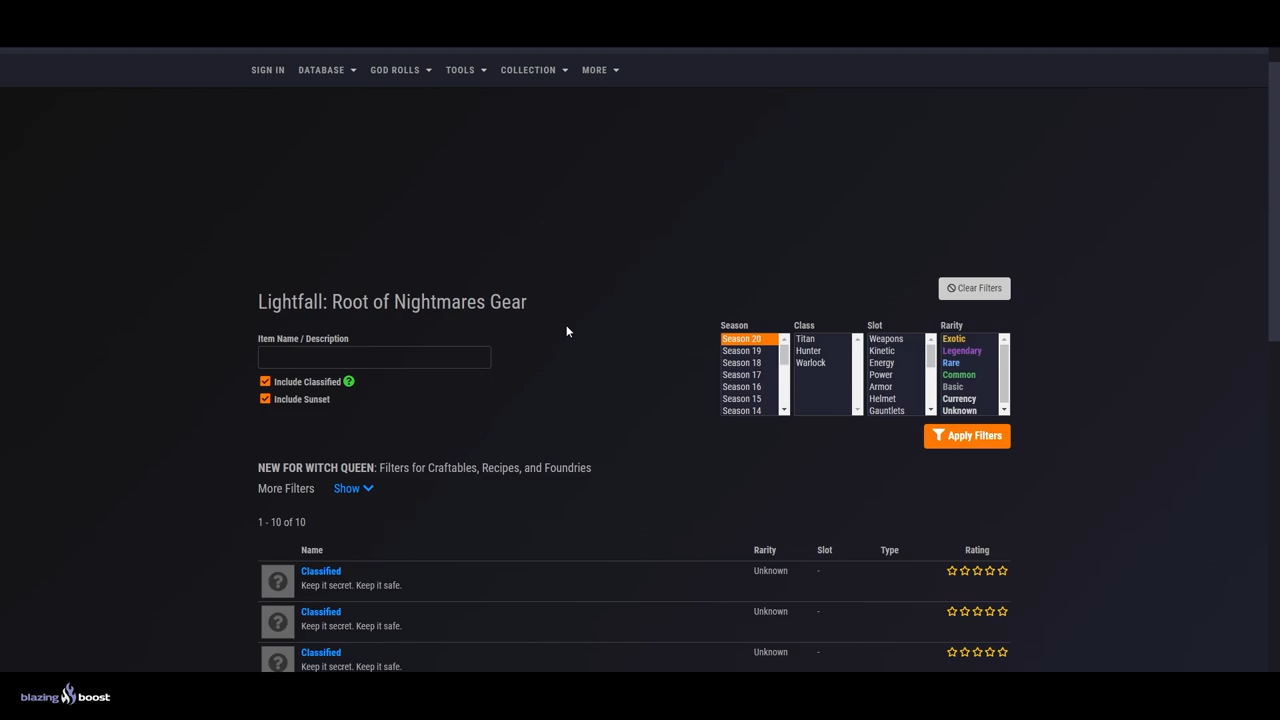 SIGN IN DATABASE GOD ROLLS TOOLS COLLECTION MORE
Clear Filters
Lightfall: Root of Nightmares Gear
Season Class Slot Rarity
Item Name / Description
Season 20 Titan Weapons Exotic
Season 19 Hunter Kinetic Legendary
Season 18 Warlock Energy Rare
Season 17 Power Common
Include Classified ?
Season 16 Armor Basic
Include Sunset
Season 15 Helmet Currency
Season 14 Gauntlets Unknown
Apply Filters
NEW FOR WITCH QUEEN: Filters for Craftables, Recipes, and Foundries
More Filters Show
1 - 10 of 10
Name Rarity Slot Type Rating
Classified Unknown -
? Keep it secret. Keep it safe.
Classified Unknown -
? Keep it secret. Keep it safe.
Classified Unknown -
? Keep it secret. Keep it safe.
blazing boost